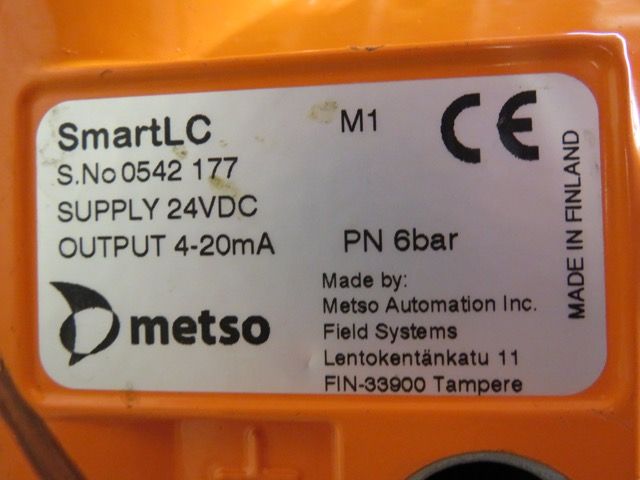 SmartLC
M1
CE
S.No 0542 177
SUPPLY 24VDC
OUTPUT 4-20mA
PN 6bar
MADE IN FINLAND
metso
Made by:
Metso Automation Inc.
Field Systems
Lentokentänkatu 11
FIN-33900 Tampere